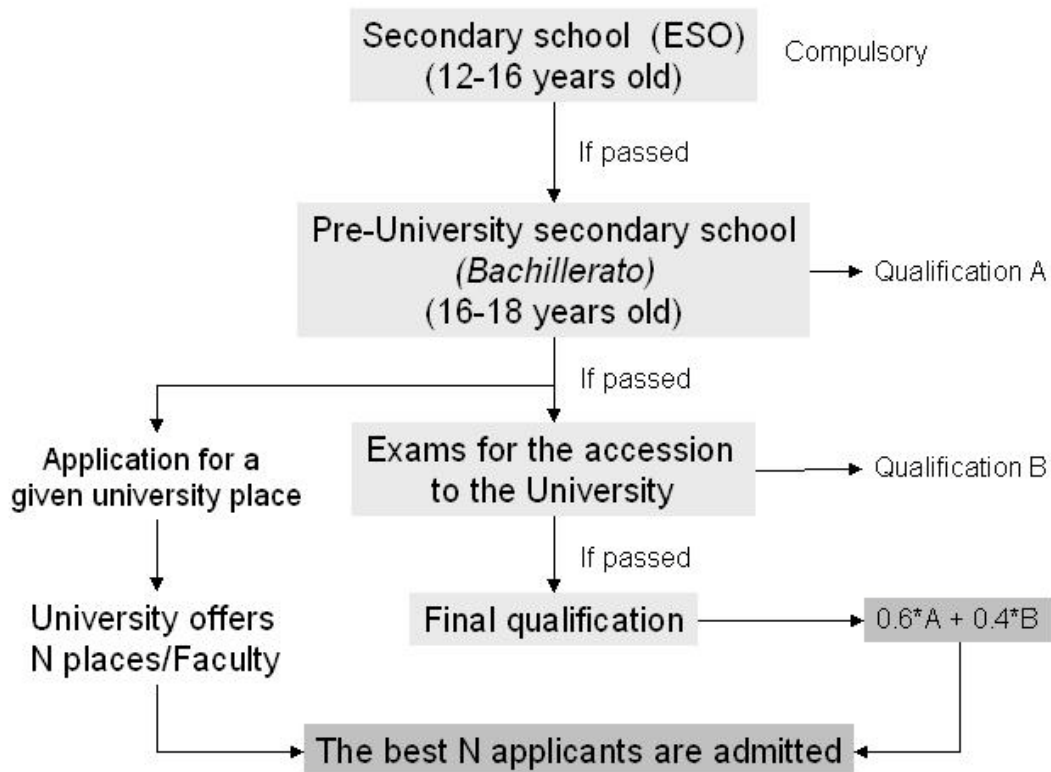 Secondary school (ESO)
(12-16 years old)
Compulsory
If passed
Pre-University secondary school
(Bachillerato)
(16-18 years old)
Qualification A
If passed
Application for a
given university place
Exams for the accession
to the University
Qualification B
If passed
University offers
N places/Faculty
Final qualification
0.6*A + 0.4*B
The best N applicants are admitted